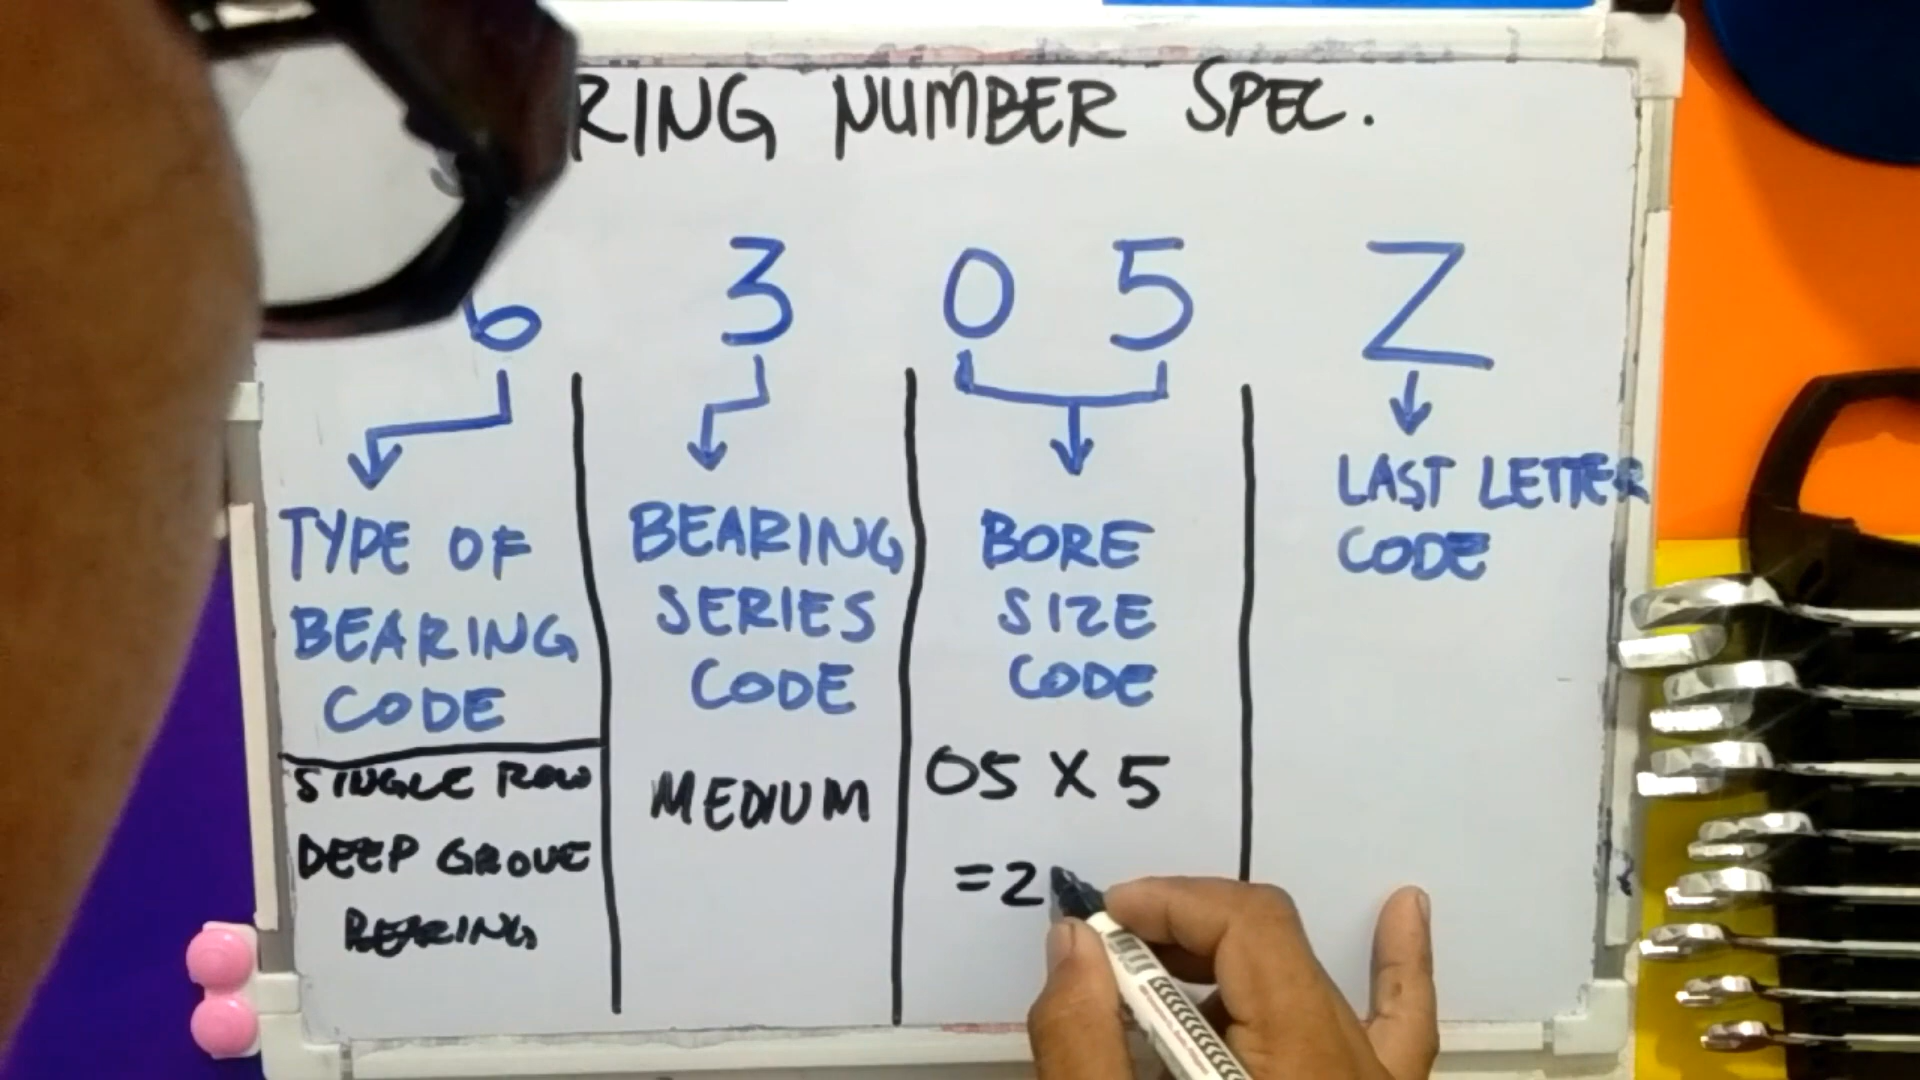 RING NUMBER SPEC.
6 3 0 5 Z
TYPE OF
BEARING
CODE
SINGLE ROW
DEEP GROVE
BEARING
BEARING
SERIES
CODE
MEDIUM
BORE
SIZE
CODE
05 X 5
=2
LAST LETTER
CODE